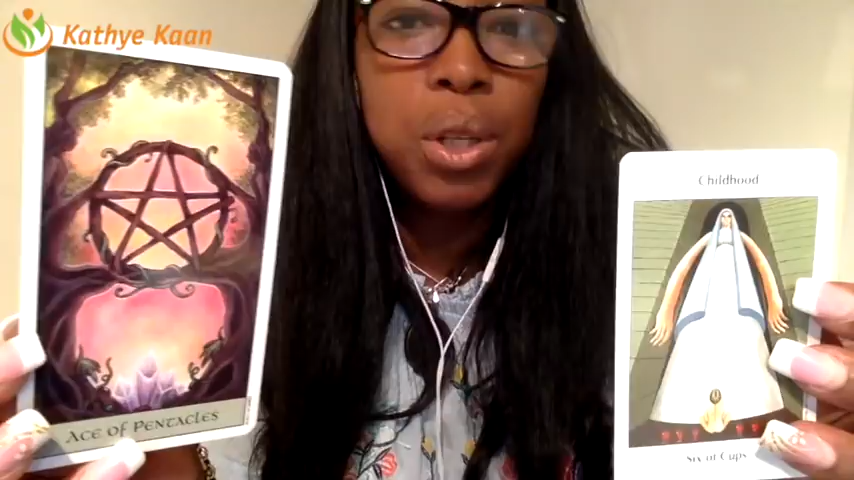 Kathye Kaan
ACE OF PENTACLES
Childhood
Six of Cups